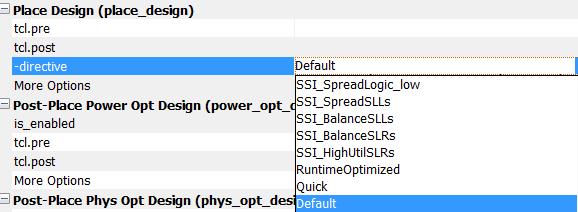 Place Design (place_design)
tcl.pre
tcl.post
-directive Default
More Options SSI_SpreadLogic_low
SSI_SpreadSLLs
Post-Place Power Opt Design (power_opt_d
SSI_BalanceSLLs
is_enabled SSI_BalanceSLRs
tcl.pre SSI_HighUtilSLRs
tcl.post RuntimeOptimized
More Options Quick
Post-Place Phys Opt Design (phys_opt_desi Default